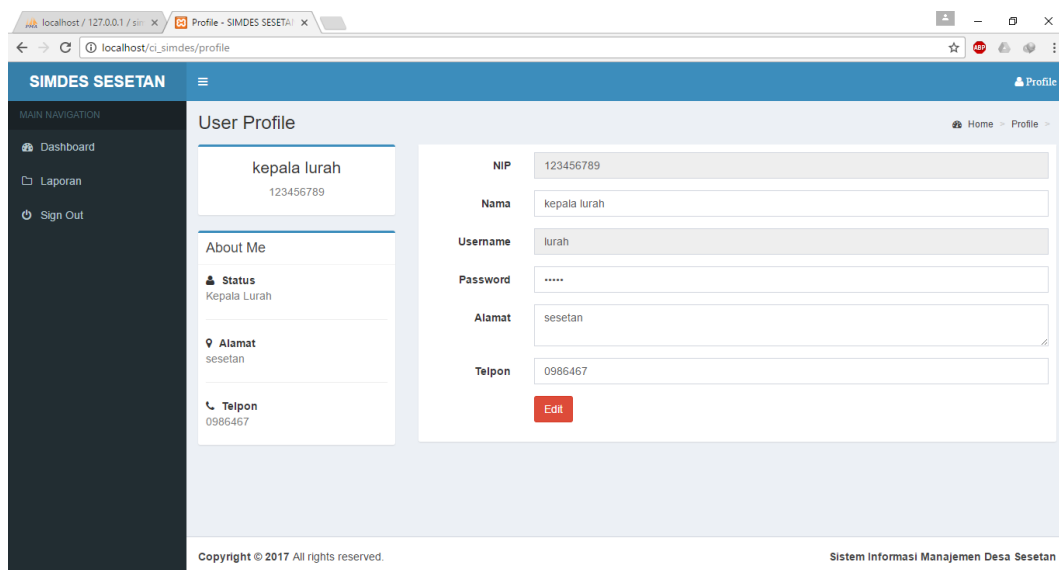 localhost / 127.0.0.1 / sim
Profile - SIMDES SESETAN
localhost/ci_simdes/profile
ABP
SIMDES SESETAN
Profile
MAIN NAVIGATION
Dashboard
Laporan
Sign Out
User Profile
Home > Profile >
kepala lurah
123456789
About Me
Status
Kepala Lurah
Alamat
sesetan
Telpon
0986467
NIP 123456789
Nama kepala lurah
Username lurah
Password •••••
Alamat sesetan
Telpon 0986467
Edit
Copyright © 2017 All rights reserved.
Sistem Informasi Manajemen Desa Sesetan